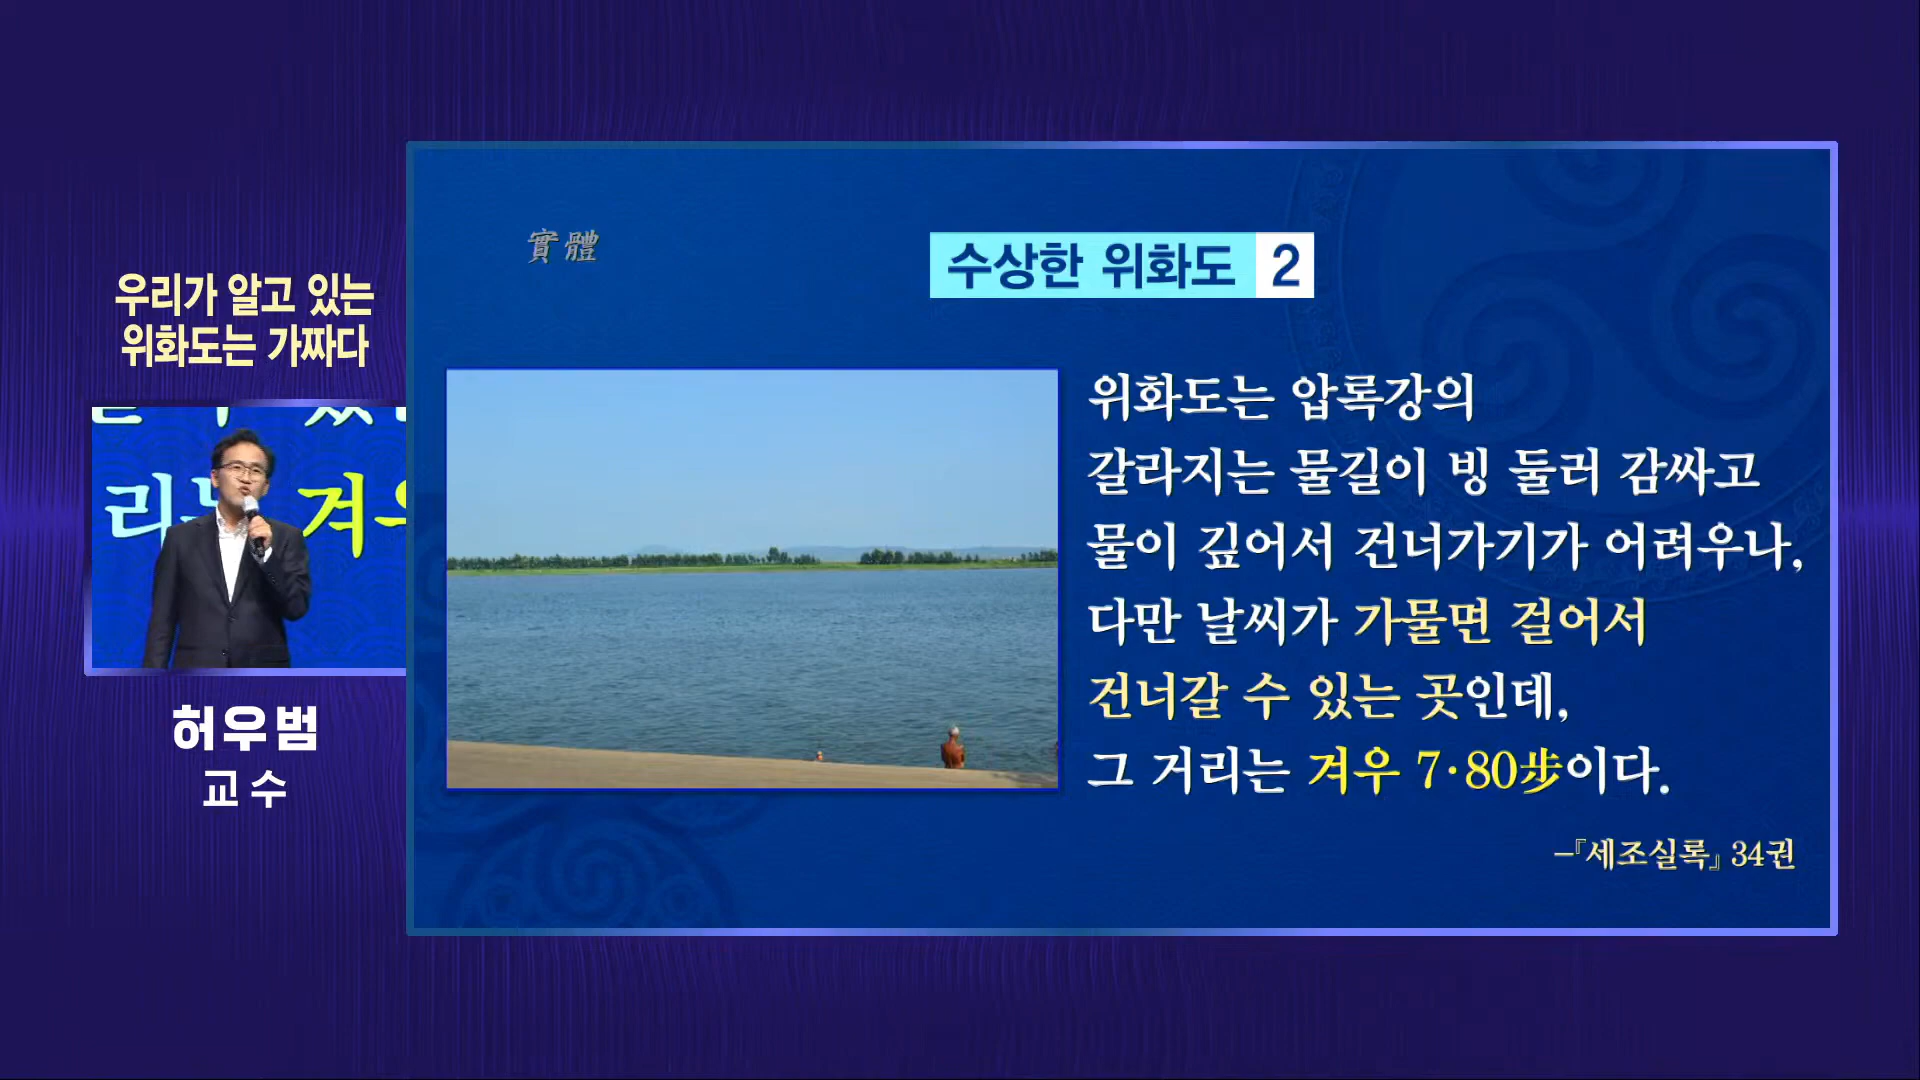 우리가 알고 있는
위화도는 가짜다
리는 겨우
허우범
교수
實體
수상한 위화도 2
위화도는 압록강의
갈라지는 물길이 빙 둘러 감싸고
물이 깊어서 건너가기가 어려우나,
다만 날씨가 가물면 걸어서
건너갈 수 있는 곳인데,
그 거리는 겨우 7·80步이다.
-『세조실록』 34권